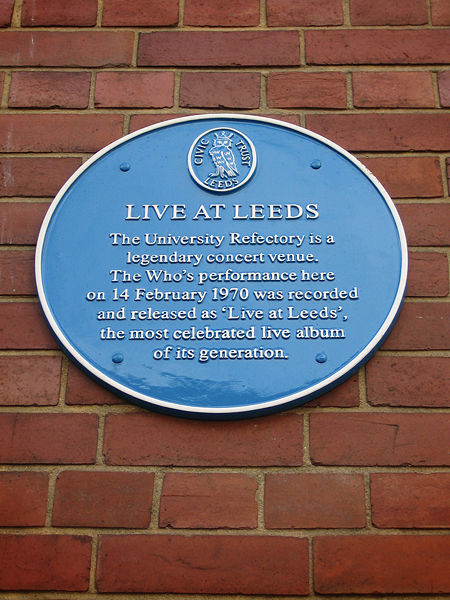 CIVIC TRUST
LEEDS
LIVE AT LEEDS
The University Refectory is a
legendary concert venue.
The Who's performance here
on 14 February 1970 was recorded
and released as 'Live at Leeds',
the most celebrated live album
of its generation.